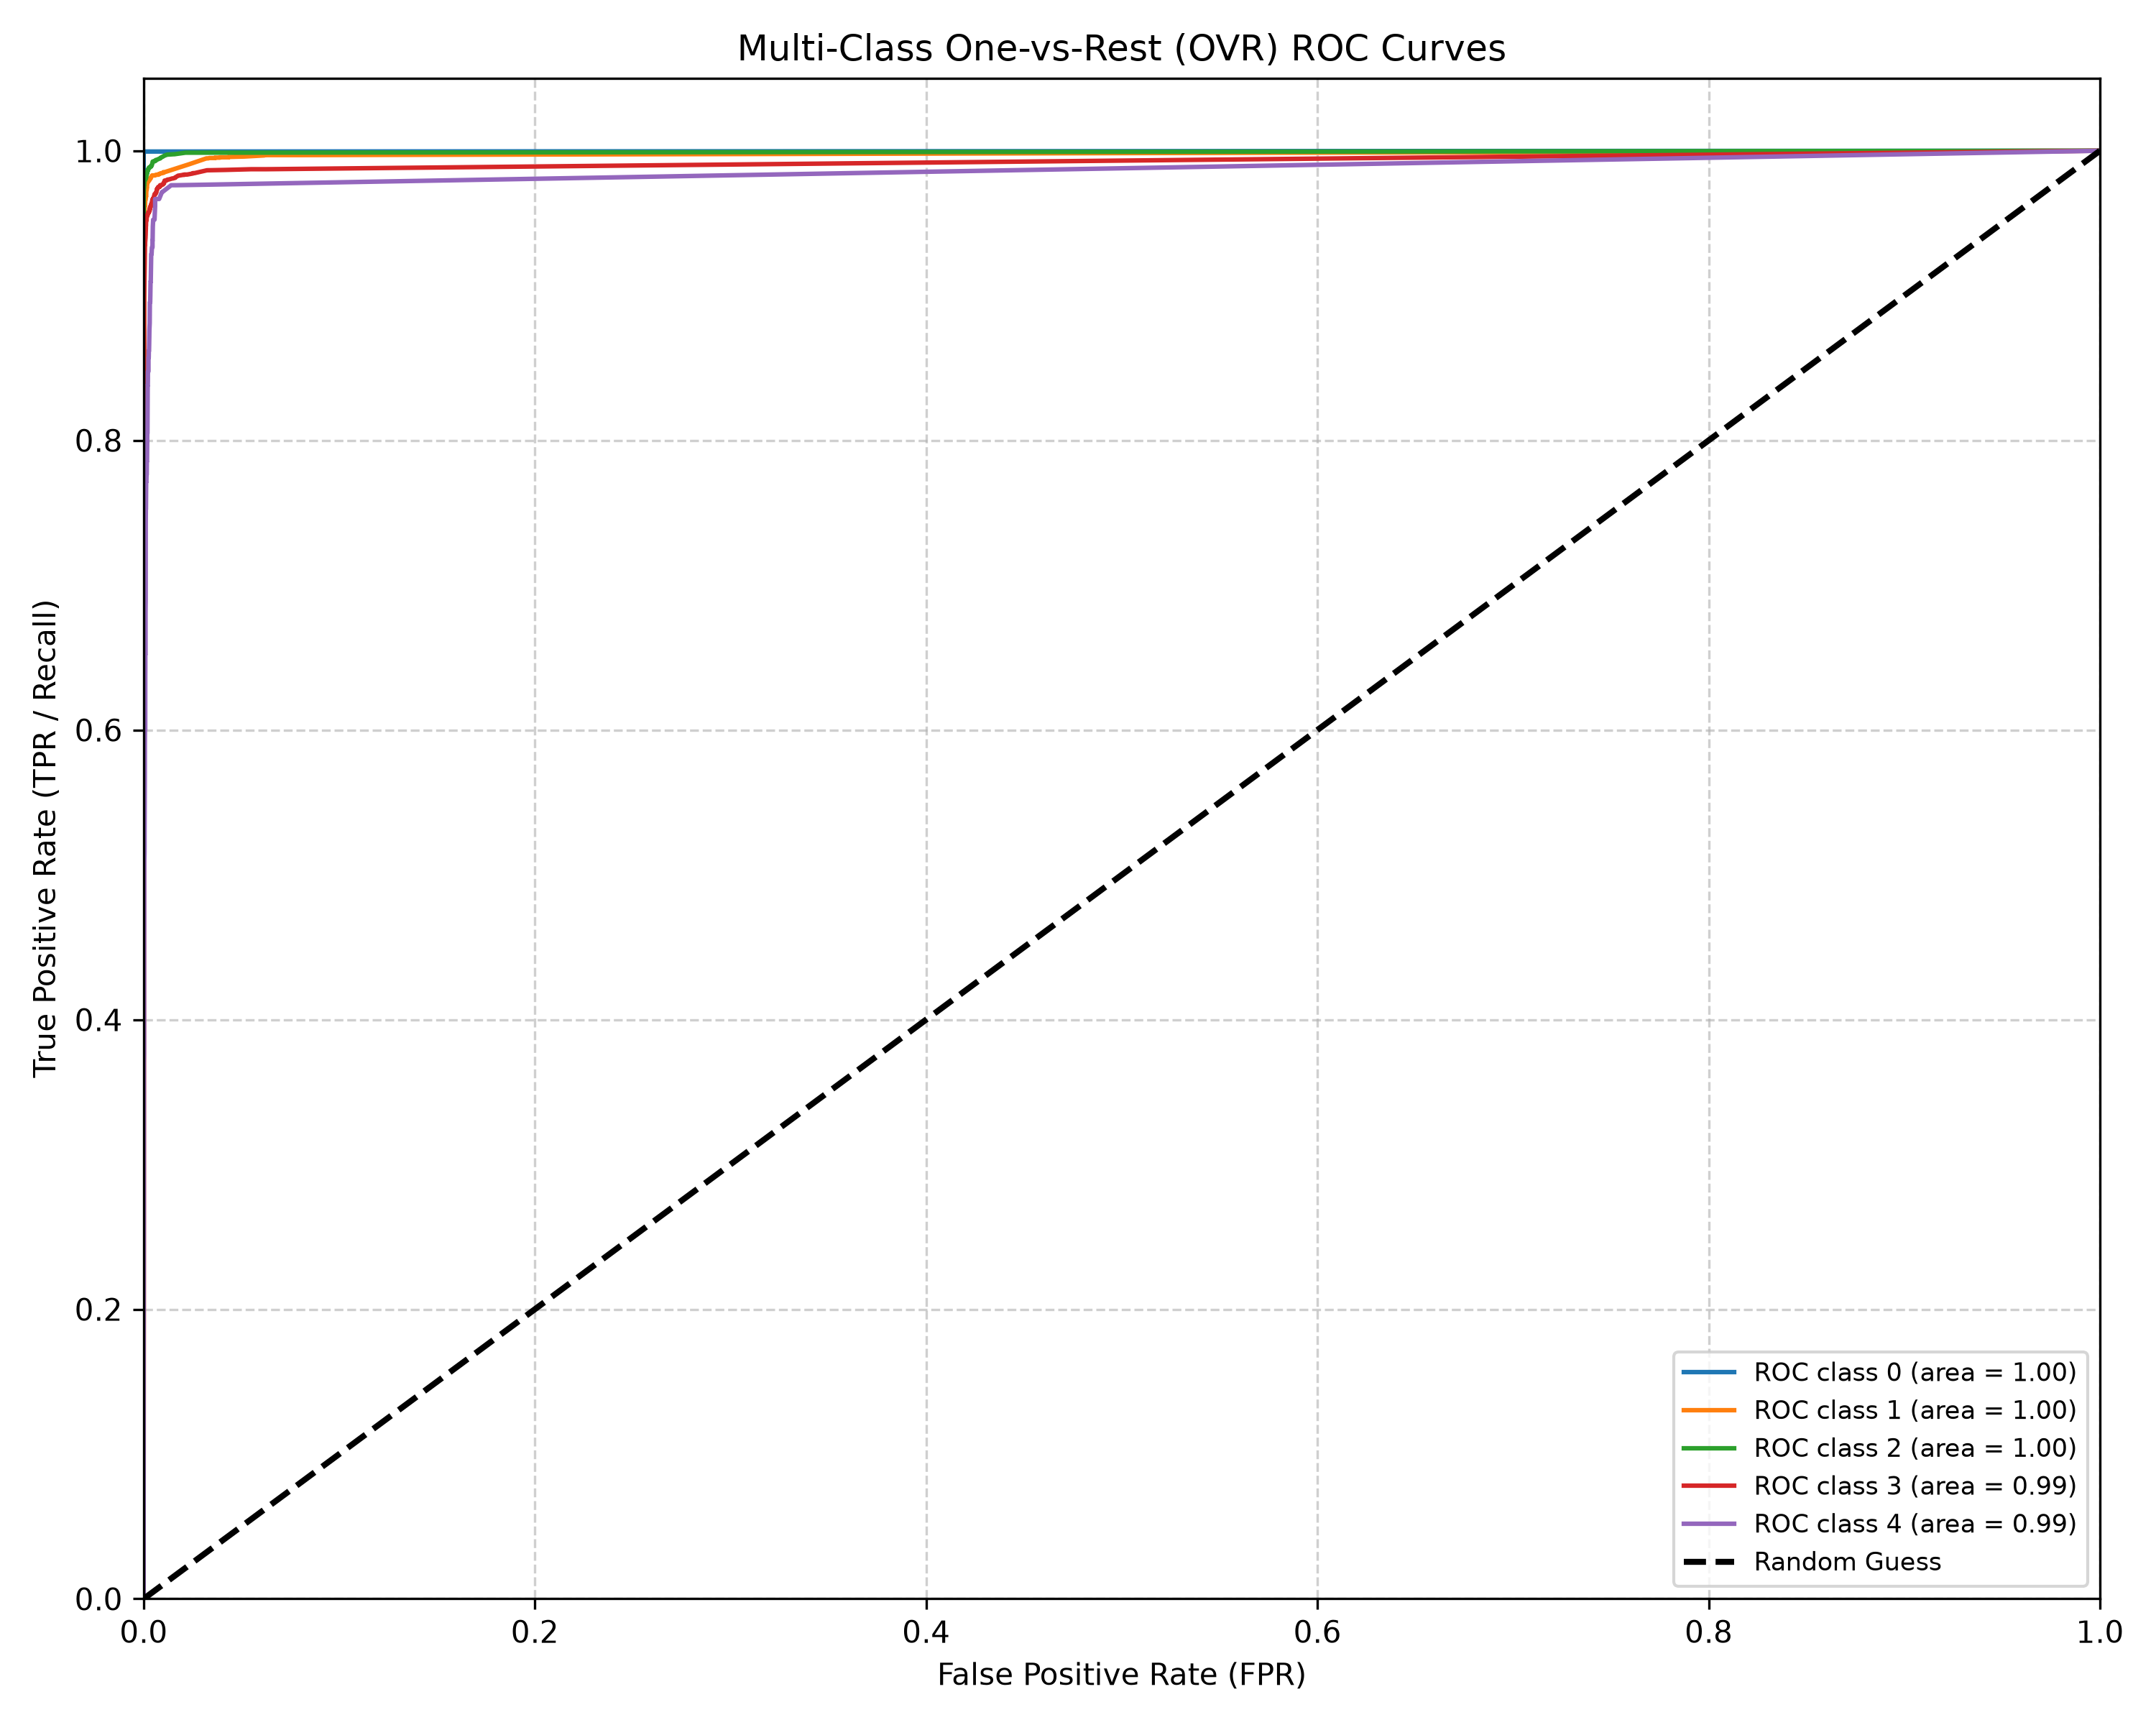 Multi-Class One-vs-Rest (OVR) ROC Curves
True Positive Rate (TPR / Recall)
1.0
0.8
0.6
0.4
0.2
0.0
0.0 0.2 0.4 0.6 0.8 1.0
False Positive Rate (FPR)
ROC class 0 (area = 1.00)
ROC class 1 (area = 1.00)
ROC class 2 (area = 1.00)
ROC class 3 (area = 0.99)
ROC class 4 (area = 0.99)
Random Guess